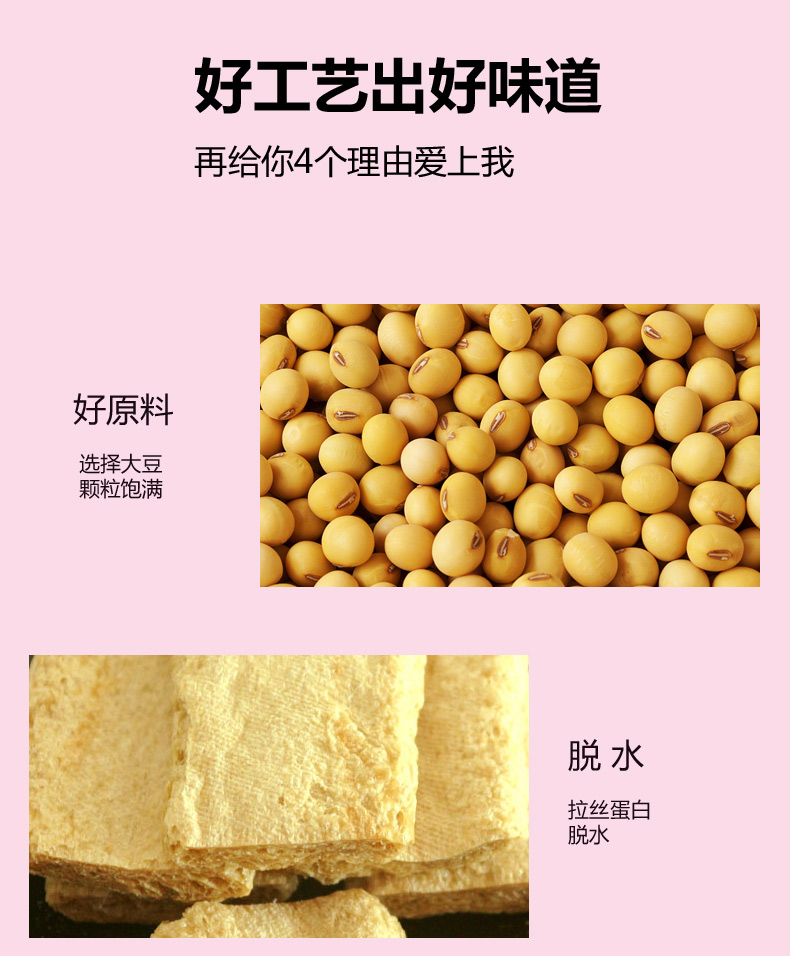 好工艺出好味道
再给你4个理由爱上我
好原料
选择大豆
颗粒饱满
脱水
拉丝蛋白
脱水